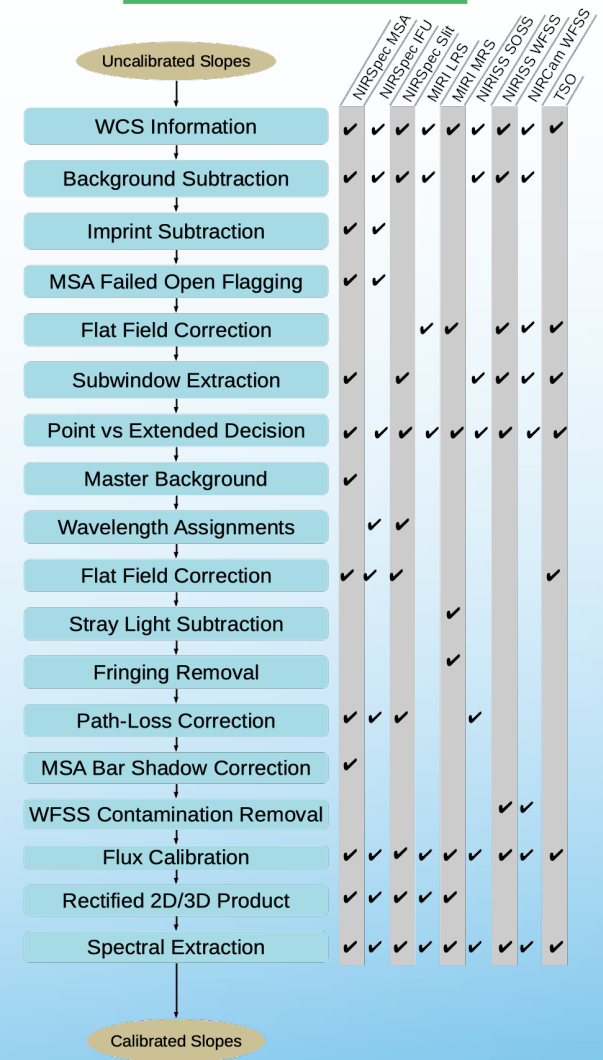 Uncalibrated Slopes
NIRSpec MSA
NIRSpec IFU
NIRSpec Slit
MIRI LRS
MIRI MRS
NIRISS SOSS
NIRISS WFSS
NIRCam WFSS
TSO
WCS Information ✔ ✔ ✔ ✔ ✔ ✔ ✔ ✔ ✔
Background Subtraction ✔ ✔ ✔ ✔ ✔ ✔ ✔
Imprint Subtraction ✔ ✔
MSA Failed Open Flagging ✔ ✔
Flat Field Correction ✔ ✔ ✔ ✔ ✔
Subwindow Extraction ✔ ✔ ✔ ✔ ✔ ✔
Point vs Extended Decision ✔ ✔ ✔ ✔ ✔ ✔ ✔ ✔ ✔
Master Background ✔
Wavelength Assignments ✔ ✔
Flat Field Correction ✔ ✔ ✔ ✔
Stray Light Subtraction ✔
Fringing Removal ✔
Path-Loss Correction ✔ ✔ ✔ ✔
MSA Bar Shadow Correction ✔
WFSS Contamination Removal ✔ ✔
Flux Calibration ✔ ✔ ✔ ✔ ✔ ✔ ✔ ✔ ✔
Rectified 2D/3D Product ✔ ✔ ✔ ✔ ✔
Spectral Extraction ✔ ✔ ✔ ✔ ✔ ✔ ✔ ✔ ✔
Calibrated Slopes